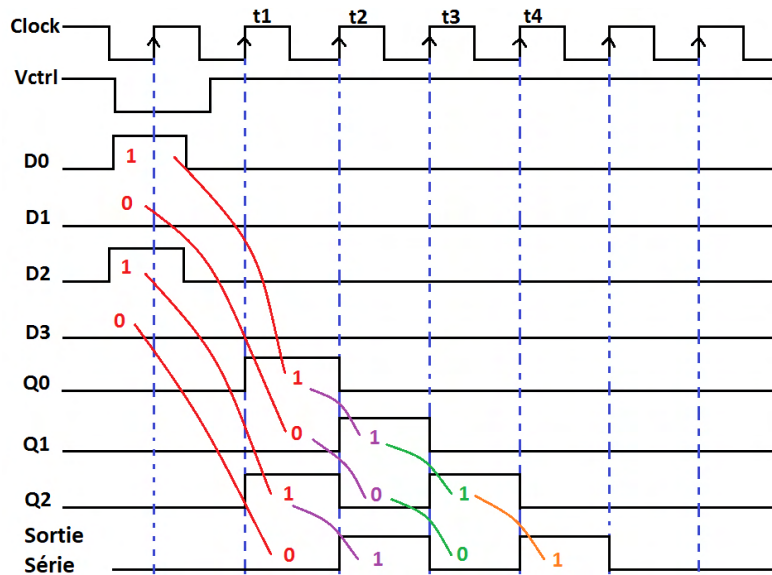 t1 t2 t3 t4
Clock
Vctrl
D0 1
0
D1
D2 1
0
D3
Q0 1
Q1 0 1
Q2 1 0 1
Sortie
Série 0 1 0 1